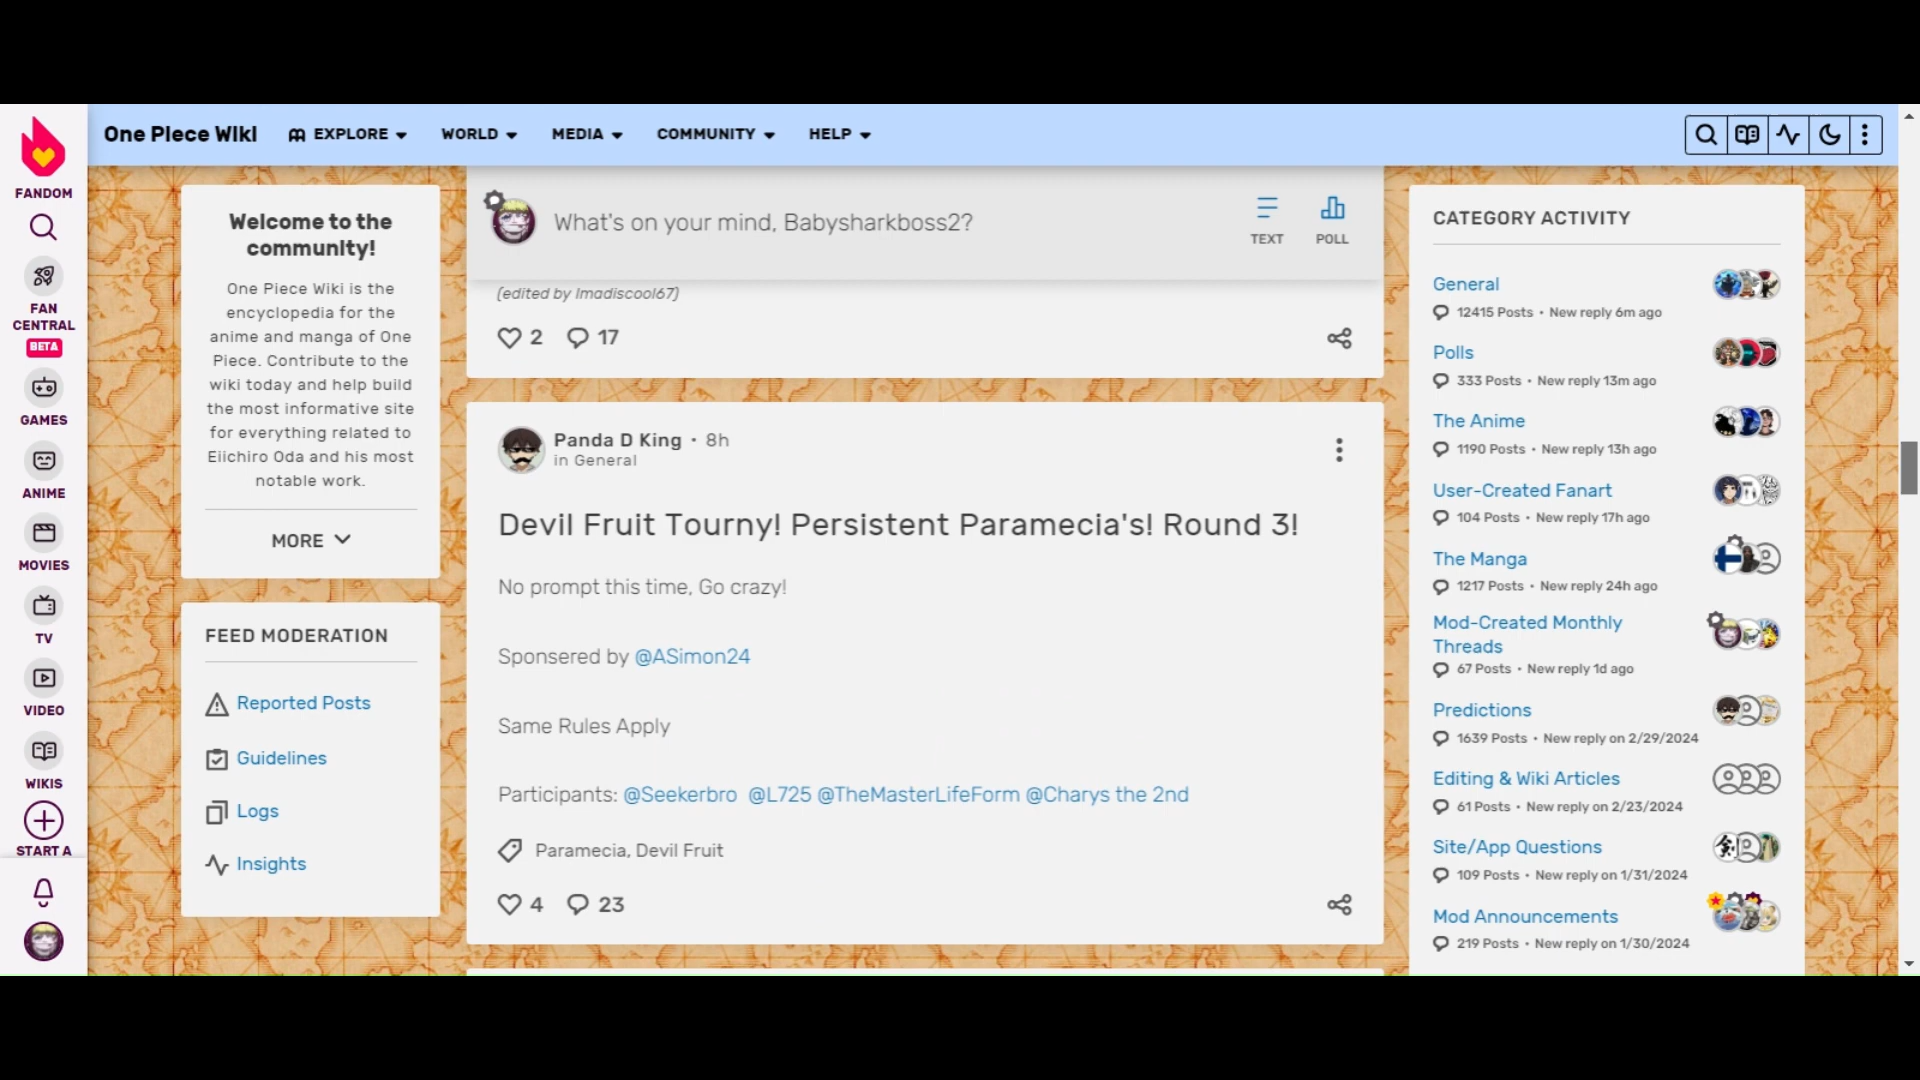 One Piece Wiki
EXPLORE
WORLD
MEDIA
COMMUNITY
HELP
FANDOM
FAN
CENTRAL
BETA
GAMES
ANIME
MOVIES
TV
VIDEO
WIKIS
START A
Welcome to the
community!
One Piece Wiki is the
encyclopedia for the
anime and manga of One
Piece. Contribute to the
wiki today and help build
the most informative site
for everything related to
Eiichiro Oda and his most
notable work.
MORE
FEED MODERATION
Reported Posts
Guidelines
Logs
Insights
What's on your mind, Babysharkboss2?
TEXT
POLL
(edited by Imadiscool67)
2 17
Panda D King • 8h
in General
Devil Fruit Tourny! Persistent Paramecia's! Round 3!
No prompt this time, Go crazy!
Sponsered by @ASimon24
Same Rules Apply
Participants: @Seekerbro @L725 @TheMasterLifeForm @Charys the 2nd
Paramecia, Devil Fruit
4 23
CATEGORY ACTIVITY
General
12415 Posts • New reply 6m ago
Polls
333 Posts • New reply 13m ago
The Anime
1190 Posts • New reply 13h ago
User-Created Fanart
104 Posts • New reply 17h ago
The Manga
1217 Posts • New reply 24h ago
Mod-Created Monthly
Threads
67 Posts • New reply 1d ago
Predictions
1639 Posts • New reply on 2/29/2024
Editing & Wiki Articles
61 Posts • New reply on 2/23/2024
Site/App Questions
109 Posts • New reply on 1/31/2024
Mod Announcements
219 Posts • New reply on 1/30/2024